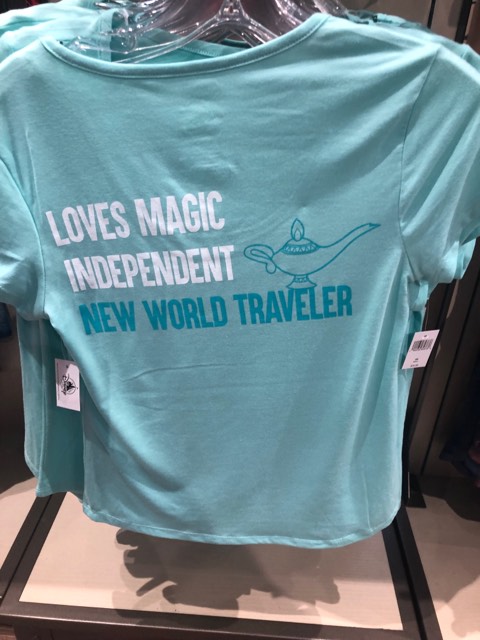 LOVES MAGIC
INDEPENDENT
NEW WORLD TRAVELER